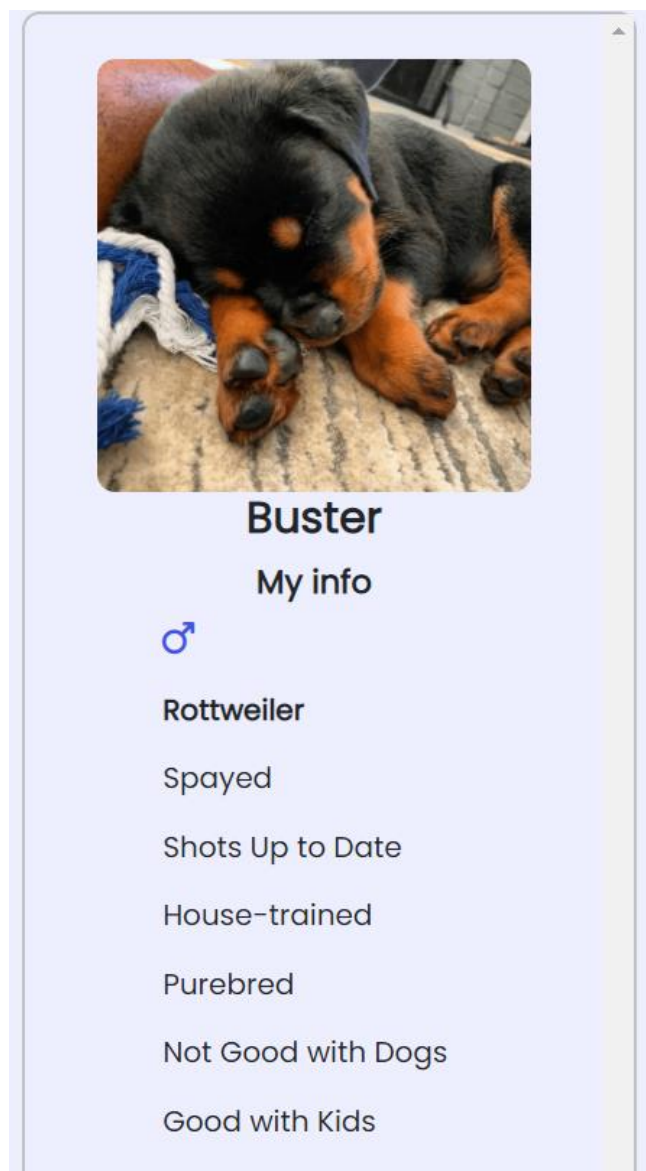 Buster
My info
Rottweiler
Spayed
Shots Up to Date
House-trained
Purebred
Not Good with Dogs
Good with Kids